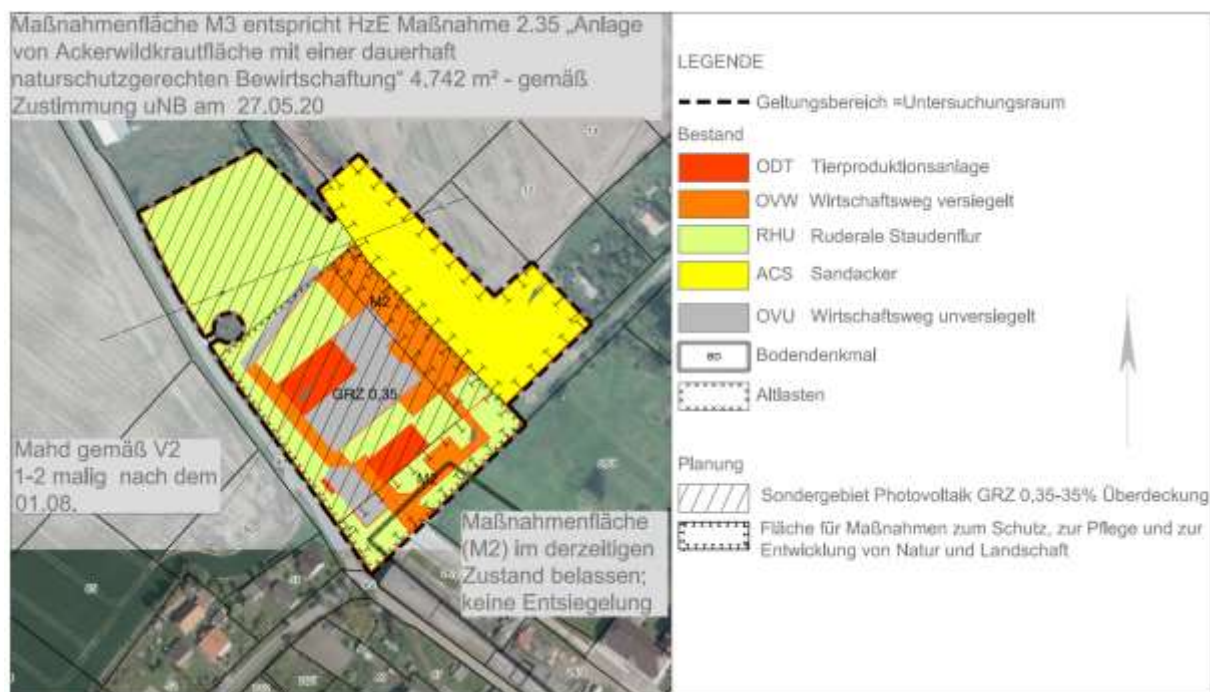 Maßnahmenfläche M3 entspricht HzE Maßnahme 2.35 „Anlage
von Ackerwildkrautfläche mit einer dauerhaft
naturschutzgerechten Bewirtschaftung“ 4.742 m² - gemäß
Zustimmung uNB am 27.05.20
M2
GRZ 0,35
M2
Mahd gemäß V2
1-2 malig nach dem
01.08.
Maßnahmenfläche
(M2) im derzeitigen
Zustand belassen;
keine Entsiegelung
LEGENDE
Geltungsbereich =Untersuchungsraum
Bestand
ODT Tierproduktionsanlage
OVW Wirtschaftsweg versiegelt
RHU Ruderale Staudenflur
ACS Sandacker
OVU Wirtschaftsweg unversiegelt
BD Bodendenkmal
Altlasten
Planung
Sondergebiet Photovoltaik GRZ 0,35-35% Überdeckung
Fläche für Maßnahmen zum Schutz, zur Pflege und zur
Entwicklung von Natur und Landschaft